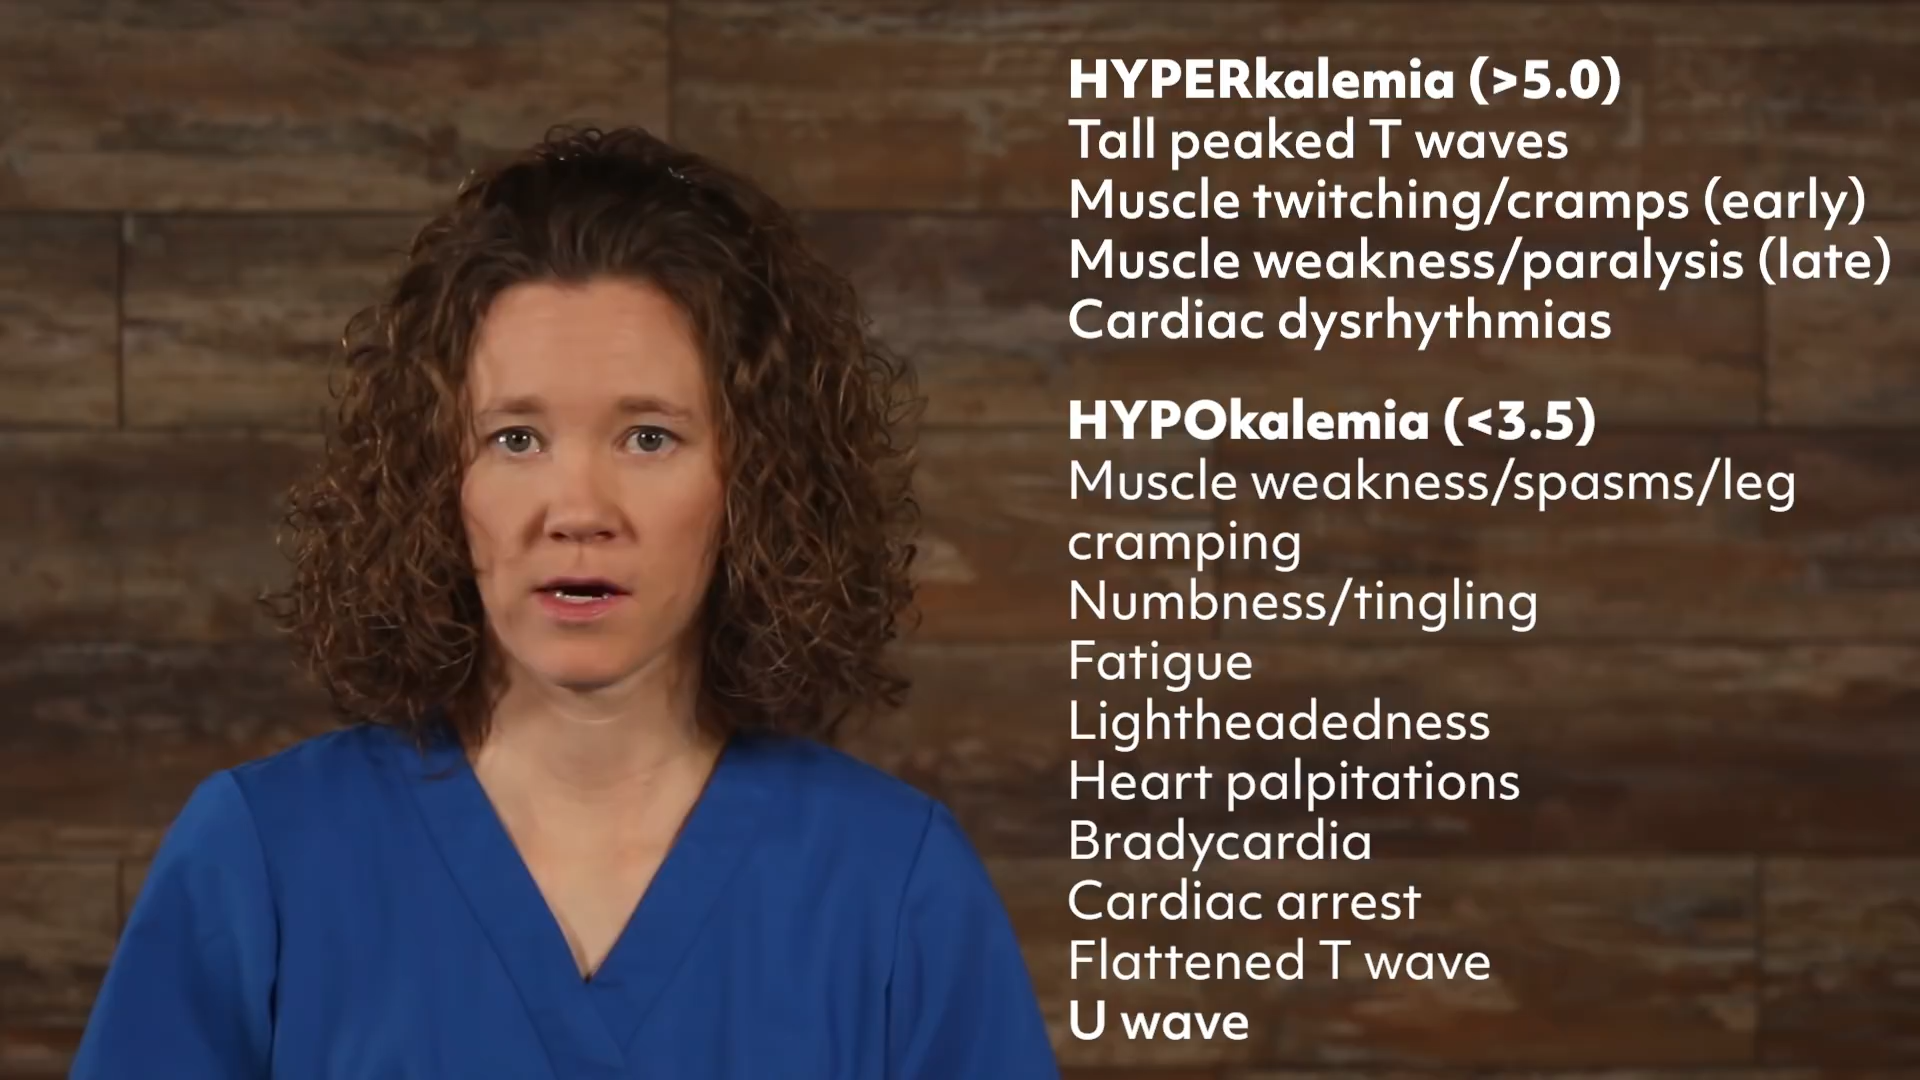 HYPERkalemia (>5.0)
Tall peaked T waves
Muscle twitching/cramps (early)
Muscle weakness/paralysis (late)
Cardiac dysrhythmias
HYPOkalemia (<3.5)
Muscle weakness/spasms/leg
cramping
Numbness/tingling
Fatigue
Lightheadedness
Heart palpitations
Bradycardia
Cardiac arrest
Flattened T wave
U wave